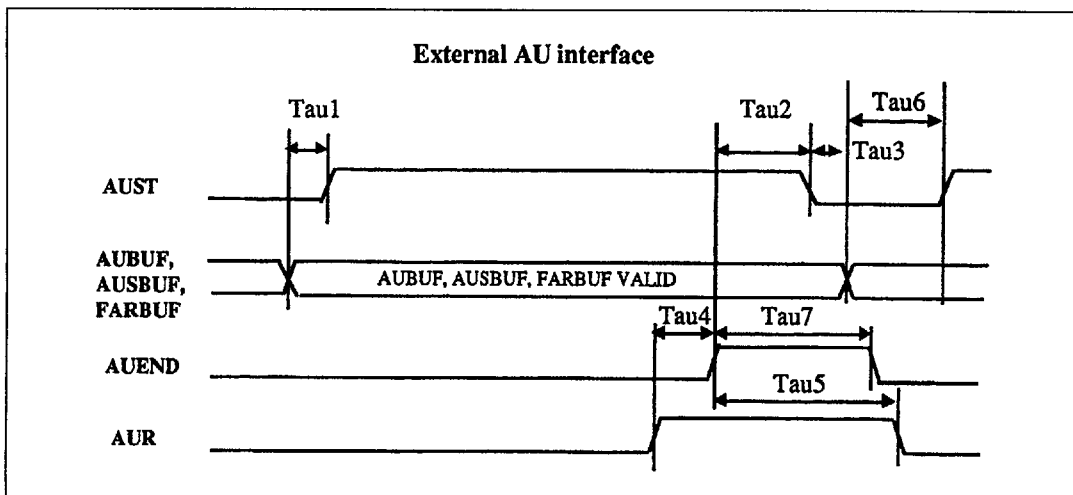 External AU interface
Tau1
Tau2
Tau6
Tau3
AUST
AUBUF,
AUSBUF,
FARBUF
AUBUF, AUSBUF, FARBUF VALID
Tau4
Tau7
AUEND
Tau5
AUR